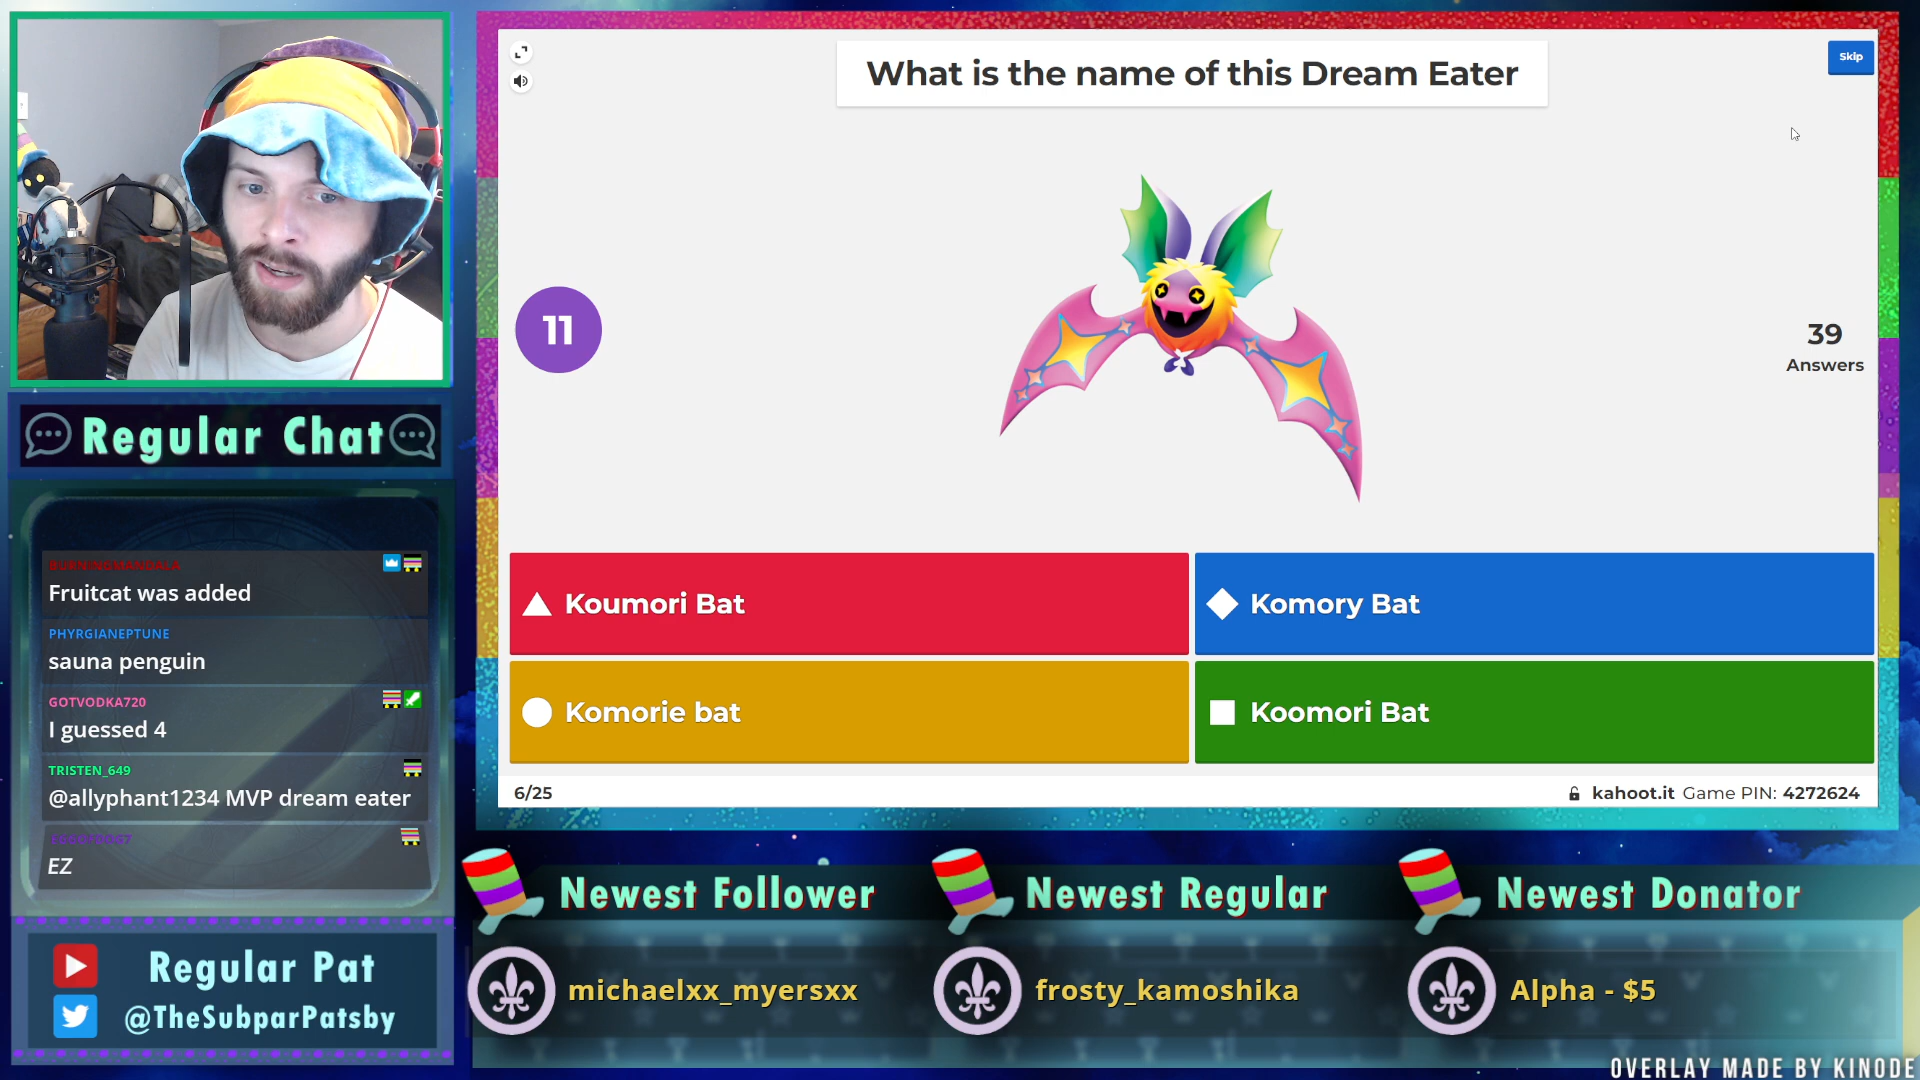 What is the name of this Dream Eater
Skip
11
39
Answers
Koumori Bat
Komory Bat
Komorie bat
Koomori Bat
6/25
kahoot.it Game PIN: 4272624
Regular Chat
BURNINGMANDALA
Fruitcat was added
PHYRGIANEPTUNE
sauna penguin
GOTVODKA720
I guessed 4
TRISTEN_649
@allyphant1234 MVP dream eater
EZ
Regular Pat
@TheSubparPatsby
Newest Follower
michaelxx_myersxx
Newest Regular
frosty_kamoshika
Newest Donator
Alpha - $5
OVERLAY MADE BY KINODE